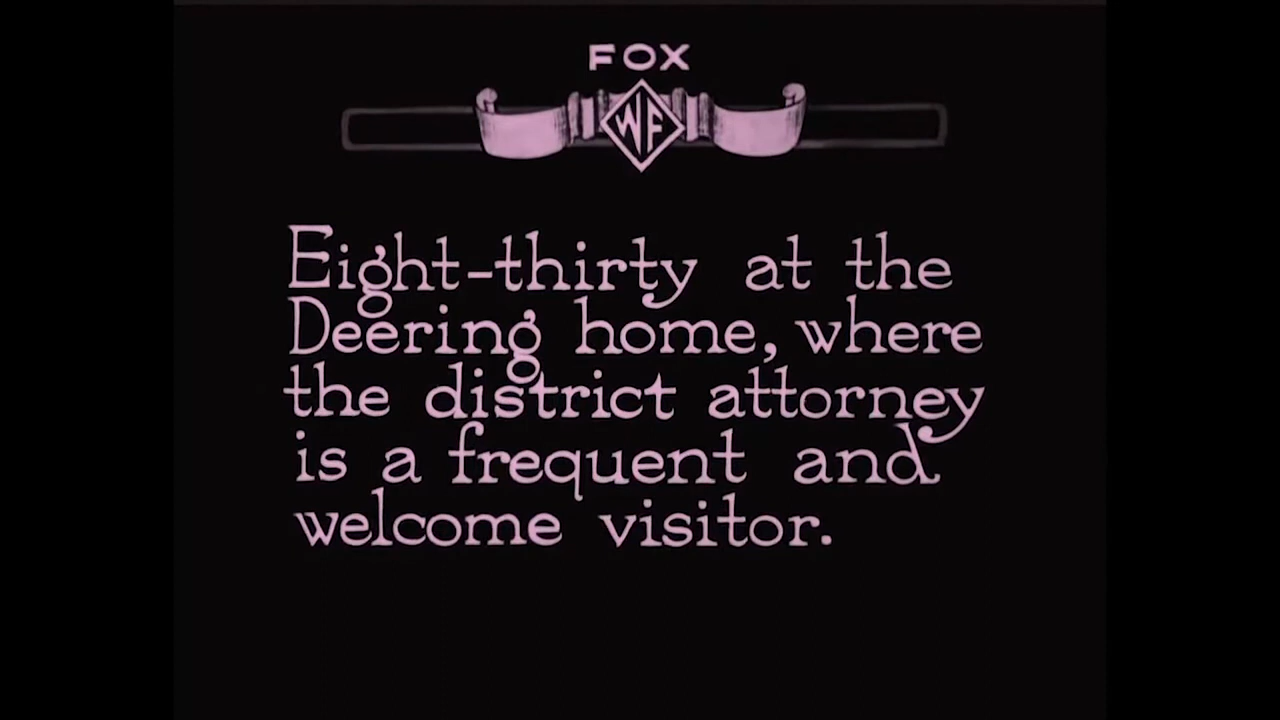 FOX
WF
Eight-thirty at the
Deering home, where
the district attorney
is a frequent and
welcome visitor.